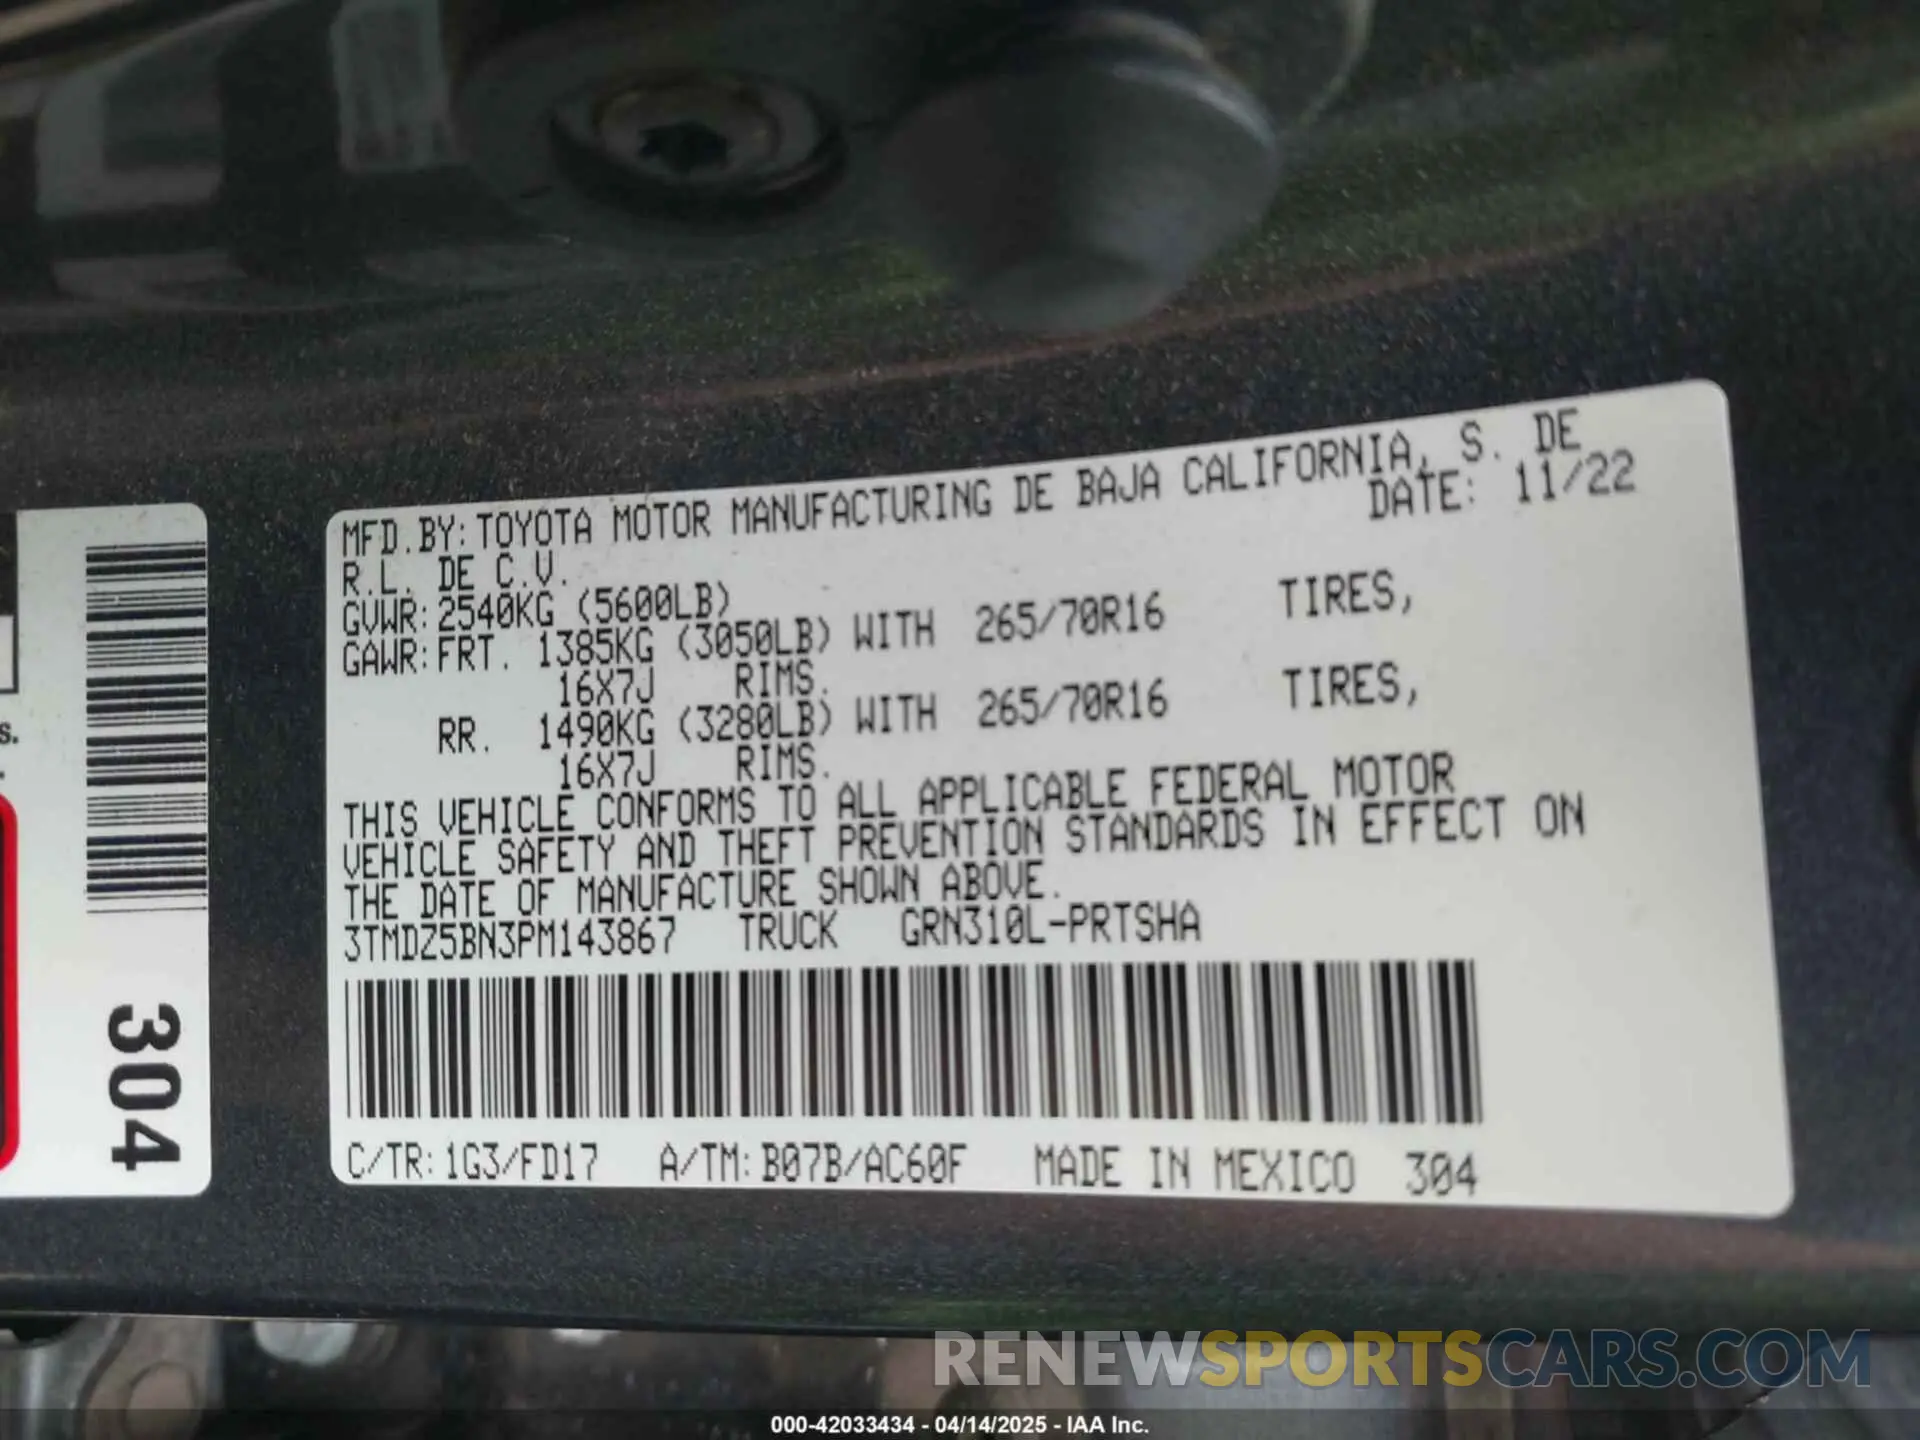 MFD.BY:TOYOTA MOTOR MANUFACTURING DE BAJA CALIFORNIA, S. DE
R.L. DE C.V.
DATE: 11/22
GVWR:2540KG (5600LB)
GAWR:FRT. 1385KG (3050LB) WITH 265/70R16 TIRES,
16X7J RIMS.
RR. 1490KG (3280LB) WITH 265/70R16 TIRES,
16X7J RIMS.
THIS VEHICLE CONFORMS TO ALL APPLICABLE FEDERAL MOTOR
VEHICLE SAFETY AND THEFT PREVENTION STANDARDS IN EFFECT ON
THE DATE OF MANUFACTURE SHOWN ABOVE.
3TMDZ5BN3PM143867 TRUCK GRN310L-PRTSHA
C/TR:1G3/FD17 A/TM:B07B/AC60F MADE IN MEXICO 304
s.
304
RENEWSPORTSCARS.COM
000-42033434 - 04/14/2025 - IAA Inc.